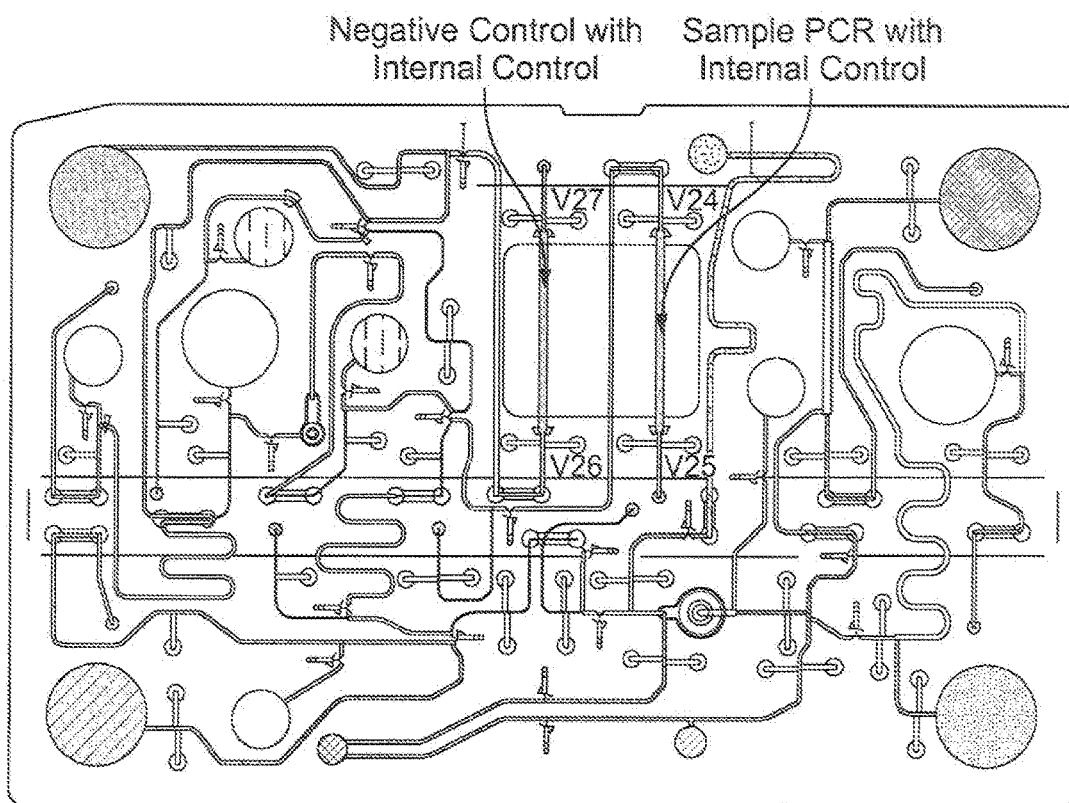 Negative Control with
Internal Control
Sample PCR with
Internal Control
V27
V24
V26
V25